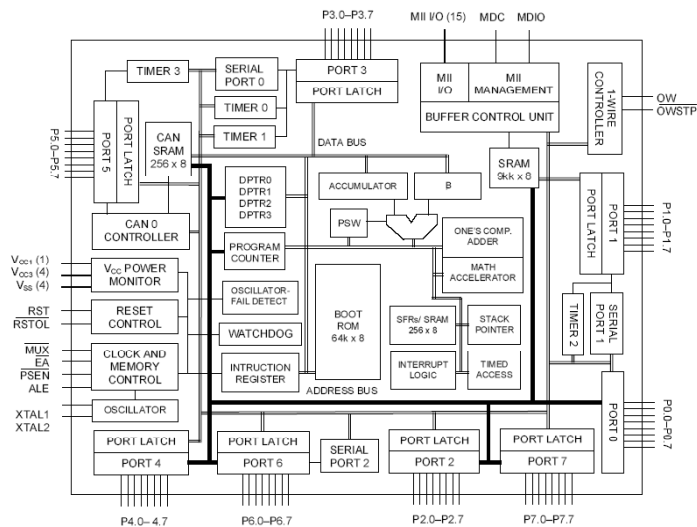 P3.0–P3.7
MII I/O (15)
MDC
MDIO
TIMER 3
SERIAL PORT 0
PORT 3
PORT LATCH
MII I/O
MII MANAGEMENT
BUFFER CONTROL UNIT
1-WIRE CONTROLLER
OW
OWSTP
TIMER 0
TIMER 1
P5.0–P5.7
PORT 5
PORT LATCH
CAN SRAM 256 x 8
DATA BUS
SRAM 9kk x 8
DPTR0
DPTR1
DPTR2
DPTR3
ACCUMULATOR
B
PORT LATCH
PORT 1
P1.0–P1.7
CAN 0 CONTROLLER
PROGRAM COUNTER
PSW
ONE'S COMP. ADDER
MATH ACCELERATOR
VCC1 (1)
VCC3 (4)
VSS (4)
VCC POWER MONITOR
OSCILLATOR-FAIL DETECT
BOOT ROM 64k x 8
SFRs/ SRAM 256 x 8
STACK POINTER
TIMER 2
SERIAL PORT 1
RST
RSTOL
RESET CONTROL
WATCHDOG
MUX
EA
PSEN
ALE
CLOCK AND MEMORY CONTROL
INTRUCTION REGISTER
INTERRUPT LOGIC
TIMED ACCESS
ADDRESS BUS
XTAL1
XTAL2
OSCILLATOR
PORT 0
P0.0–P0.7
PORT LATCH
PORT 4
PORT LATCH
PORT 6
SERIAL PORT 2
PORT LATCH
PORT 2
PORT LATCH
PORT 7
P4.0–4.7
P6.0–P6.7
P2.0–P2.7
P7.0–P7.7